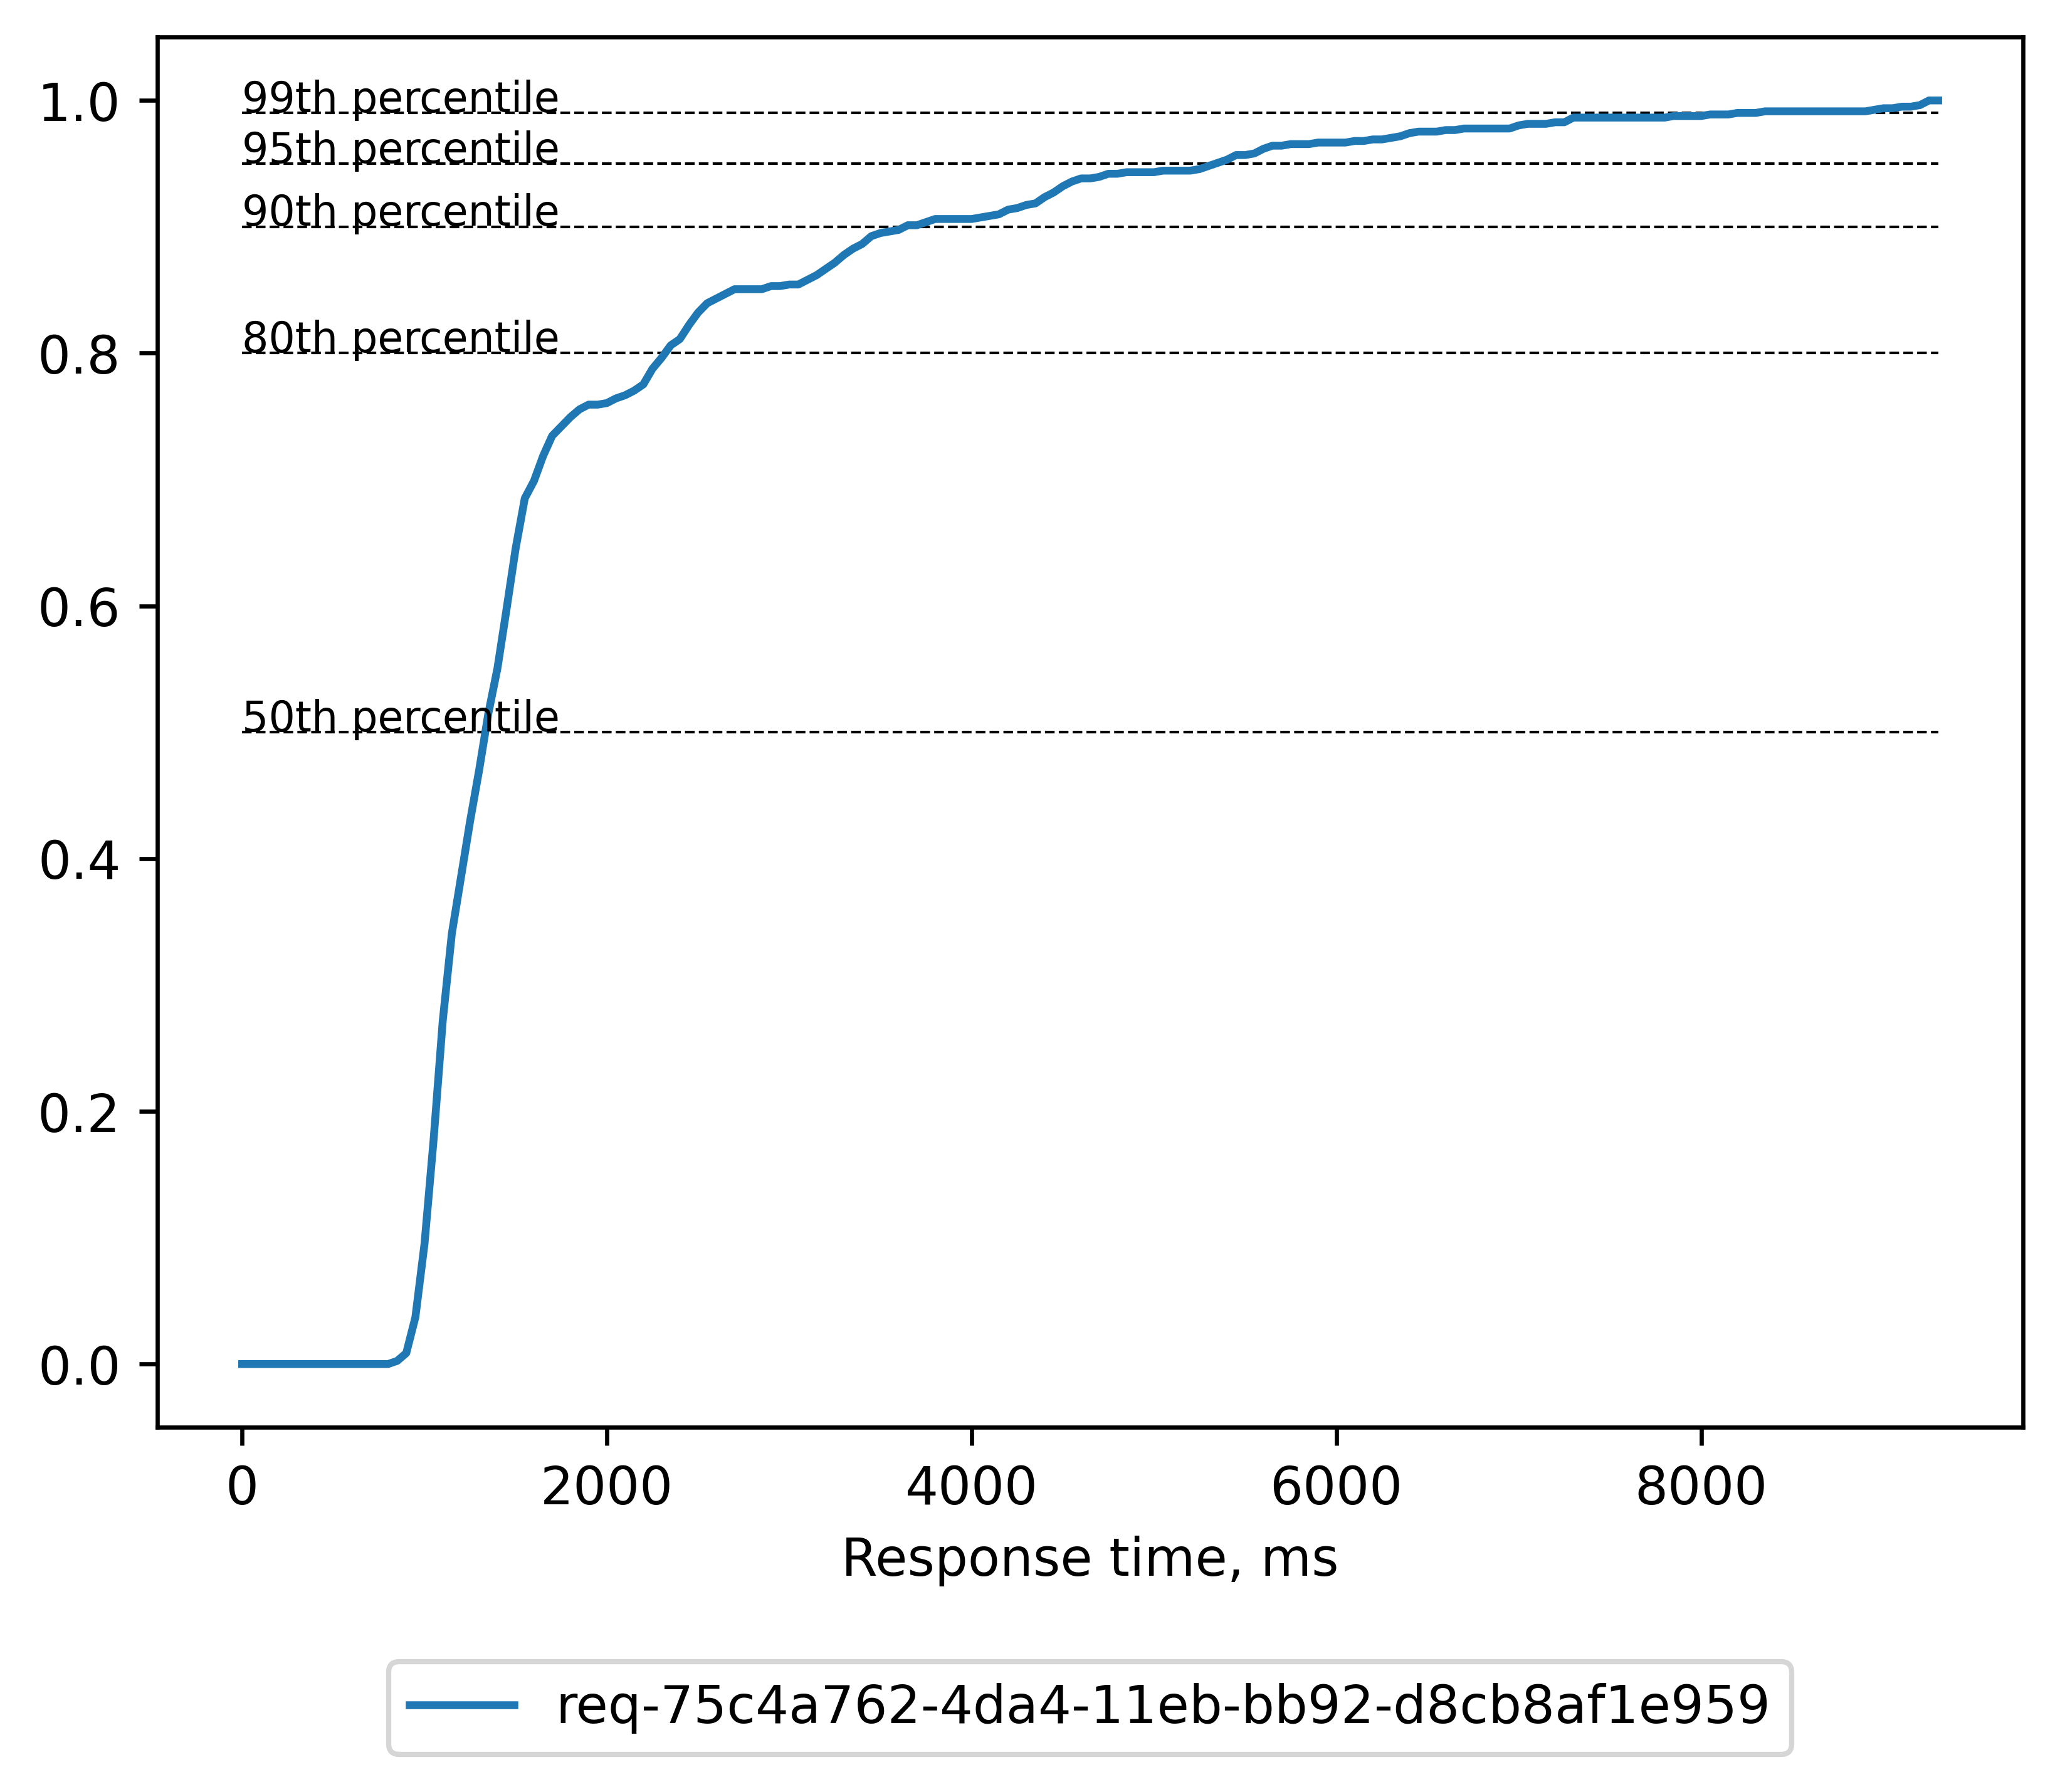 1.0
99th percentile
95th percentile
90th percentile
0.8
80th percentile
0.6
50th percentile
0.4
0.2
0.0
0 2000 4000 6000 8000
Response time, ms
req-75c4a762-4da4-11eb-bb92-d8cb8af1e959